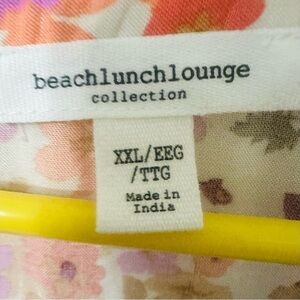 beachlunchlounge
collection
XXL/EEG
/TTG
Made in
India